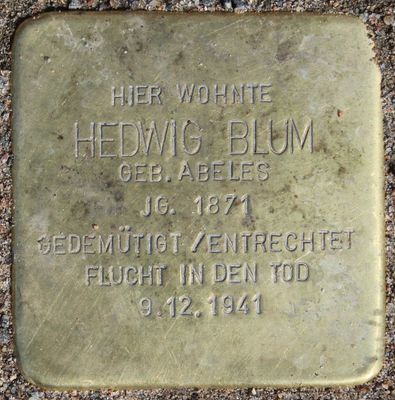 HIER WOHNTE
HEDWIG BLUM
GEB. ABELES
JG. 1871
GEDEMÜTIGT / ENTRECHTET
FLUCHT IN DEN TOD
9.12.1941